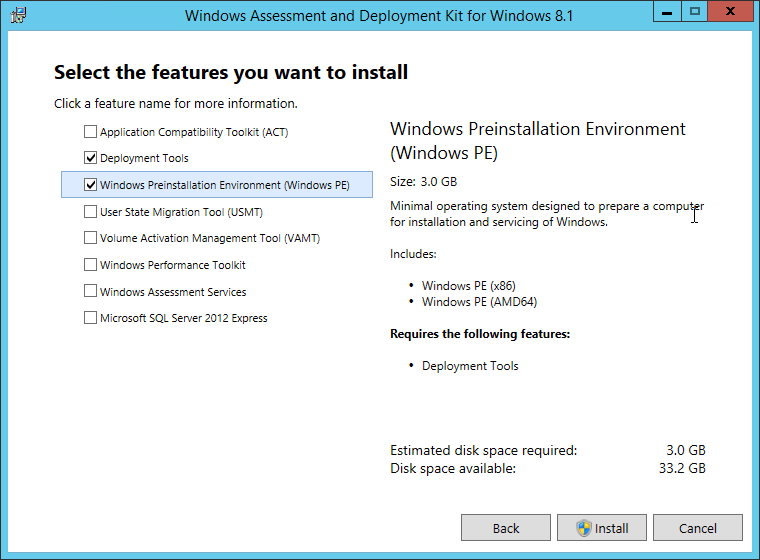 Windows Assessment and Deployment Kit for Windows 8.1
Select the features you want to install
Click a feature name for more information.
Application Compatibility Toolkit (ACT)
Deployment Tools
Windows Preinstallation Environment (Windows PE)
User State Migration Tool (USMT)
Volume Activation Management Tool (VAMT)
Windows Performance Toolkit
Windows Assessment Services
Microsoft SQL Server 2012 Express
Windows Preinstallation Environment
(Windows PE)
Size: 3.0 GB
Minimal operating system designed to prepare a computer
for installation and servicing of Windows.
Includes:
• Windows PE (x86)
• Windows PE (AMD64)
Requires the following features:
• Deployment Tools
Estimated disk space required: 3.0 GB
Disk space available: 33.2 GB
Back Install Cancel